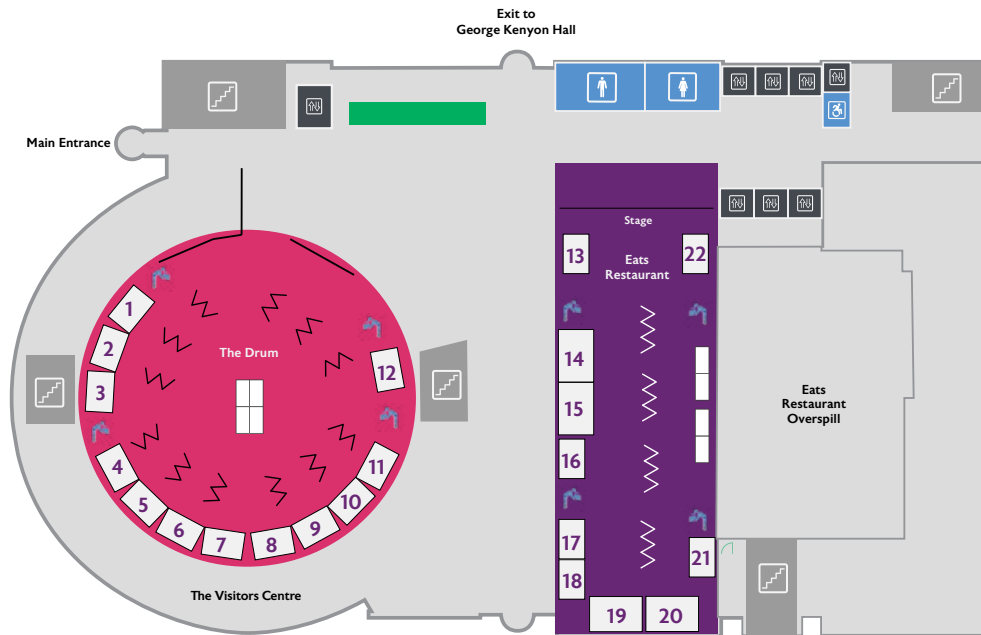 Exit to
George Kenyon Hall
Main Entrance
Stage
13
22
Eats
Restaurant
1
2
3
The Drum
12
14
15
Eats
Restaurant
Overspill
4
5
6
7
8
9
10
11
16
17
18
21
19
20
The Visitors Centre